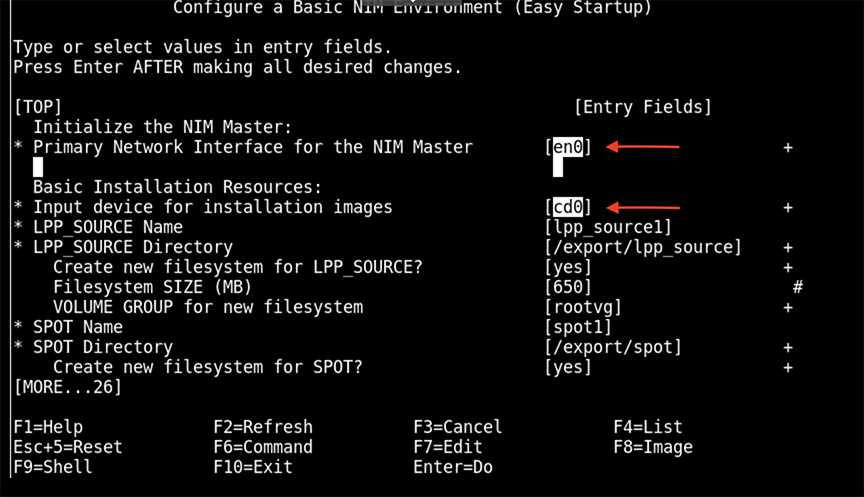 Configure a Basic NIM Environment (Easy Startup)
Type or select values in entry fields.
Press Enter AFTER making all desired changes.
[TOP] [Entry Fields]
Initialize the NIM Master:
* Primary Network Interface for the NIM Master [en0] +
Basic Installation Resources:
* Input device for installation images [cd0] +
* LPP_SOURCE Name [lpp_source1]
* LPP_SOURCE Directory [/export/lpp_source] +
Create new filesystem for LPP_SOURCE? [yes] +
Filesystem SIZE (MB) [650] #
VOLUME GROUP for new filesystem [rootvg] +
* SPOT Name [spot1]
* SPOT Directory [/export/spot] +
Create new filesystem for SPOT? [yes] +
[MORE...26]
F1=Help F2=Refresh F3=Cancel F4=List
Esc+5=Reset F6=Command F7=Edit F8=Image
F9=Shell F10=Exit Enter=Do